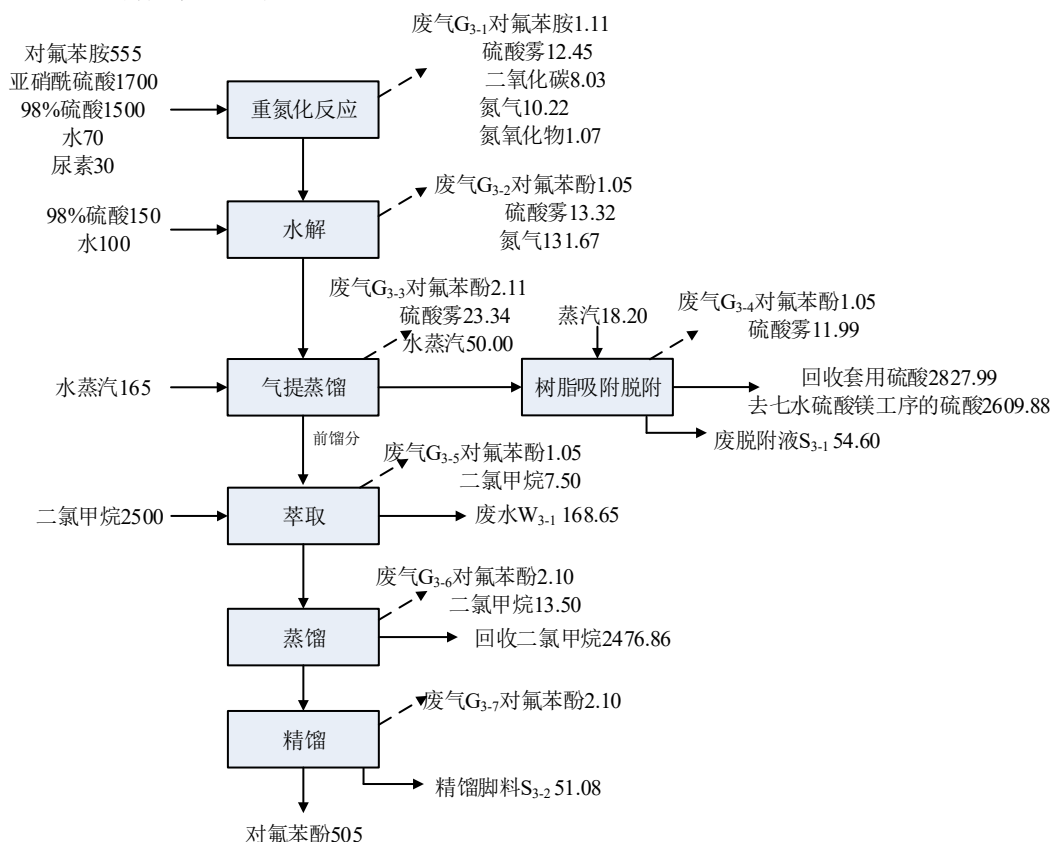 废气G3-1对氟苯胺1.11
硫酸雾12.45
二氧化碳8.03
氮气10.22
氮氧化物1.07
对氟苯胺555
亚硝酰硫酸1700
98%硫酸1500
水70
尿素30
重氮化反应
废气G3-2对氟苯酚1.05
硫酸雾13.32
氮气131.67
98%硫酸150
水100
水解
废气G3-3对氟苯酚2.11
硫酸雾23.34
水蒸汽50.00
蒸汽18.20
废气G3-4对氟苯酚1.05
硫酸雾11.99
水蒸汽165
气提蒸馏
树脂吸附脱附
回收套用硫酸2827.99
去七水硫酸镁工序的硫酸2609.88
废脱附液S3-1 54.60
前馏分
废气G3-5对氟苯酚1.05
二氯甲烷7.50
二氯甲烷2500
萃取
废水W3-1 168.65
废气G3-6对氟苯酚2.10
二氯甲烷13.50
蒸馏
回收二氯甲烷2476.86
废气G3-7对氟苯酚2.10
精馏
精馏脚料S3-2 51.08
对氟苯酚505